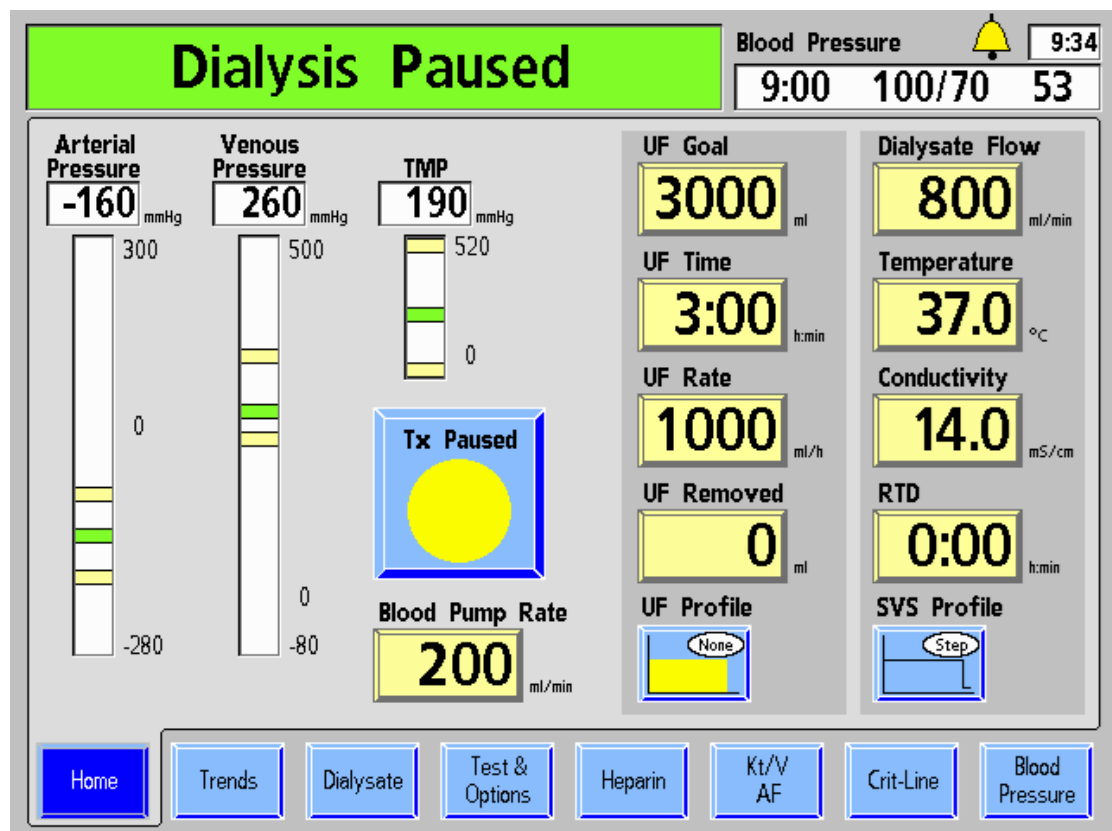 Dialysis Paused
Blood Pressure
9:34
9:00 100/70 53
Arterial
Pressure
-160 mmHg
300
0
-280
Venous
Pressure
260 mmHg
500
0
-80
TMP
190 mmHg
520
0
Tx Paused
Blood Pump Rate
200 ml/min
UF Goal
3000 ml
UF Time
3:00 h:min
UF Rate
1000 ml/h
UF Removed
0 ml
UF Profile
None
Dialysate Flow
800 ml/min
Temperature
37.0 °C
Conductivity
14.0 mS/cm
RTD
0:00 h:min
SVS Profile
Step
Home
Trends
Dialysate
Test &
Options
Heparin
Kt/V
AF
Crit-Line
Blood
Pressure